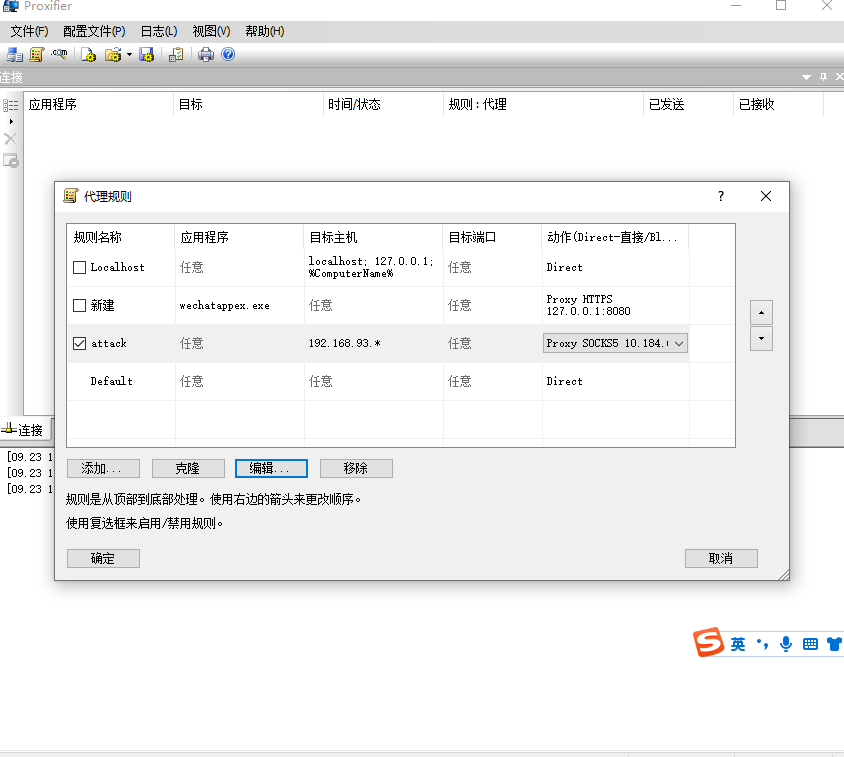 Proxifier
文件(F) 配置文件(P) 日志(L) 视图(V) 帮助(H)
.com
连接
应用程序 目标 时间/状态 规则 : 代理 已发送 已接收
代理规则
?
规则名称 应用程序 目标主机 目标端口 动作(Direct-直接/Bl...
Localhost 任意 localhost; 127.0.0.1; 任意 Direct
%ComputerName%
新建 wechatappex.exe 任意 任意 Proxy HTTPS
127.0.0.1:8080
attack 任意 192.168.93.* 任意 Proxy SOCKS5 10.184.
Default 任意 任意 任意 Direct
连接
[09.23 1
[09.23 1
[09.23 1
添加... 克隆 编辑... 移除
规则是从顶部到底部处理。使用右边的箭头来更改顺序。
使用复选框来启用/禁用规则。
确定 取消
S 英